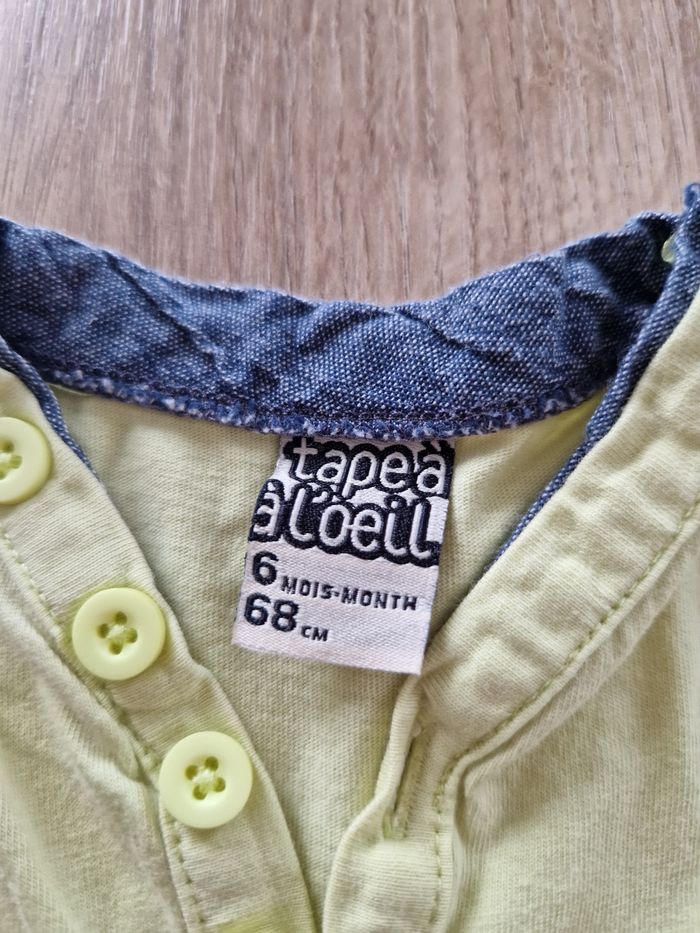 tape à
à l'oeil
6 MOIS-MONTH
68 CM